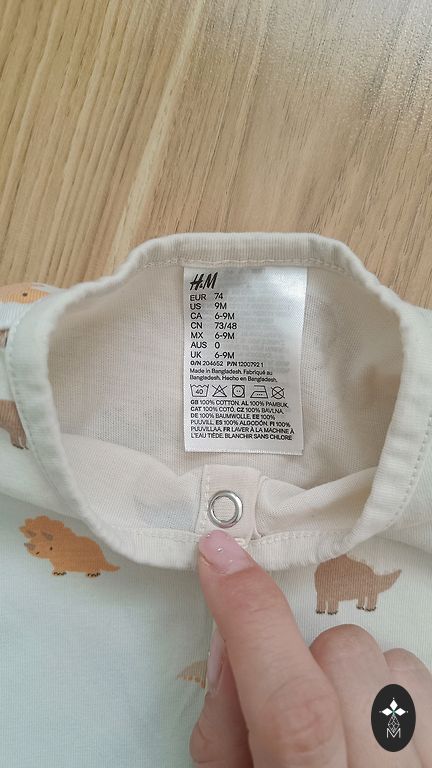 H&M
EUR 74
US 9M
CA 6-9M
CN 73/48
MX 6-9M
AUS 0
UK 6-9M
O/N 204652 P/N 1200792 1
Made in Bangladesh. Fabriqué au
Bangladesh. Hecho en Bangladesh.
40
GB 100% COTTON. AL 100% PAMBUK.
CAT 100% COTÓ. CZ 100% BAVLNA.
DE 100% BAUMWOLLE. EE 100%
PUUVILL. ES 100% ALGODÓN. FI 100%
PUUVILLAA. FR LAVER À LA MACHINE À
L'EAU TIÈDE. BLANCHIR SANS CHLORE
M